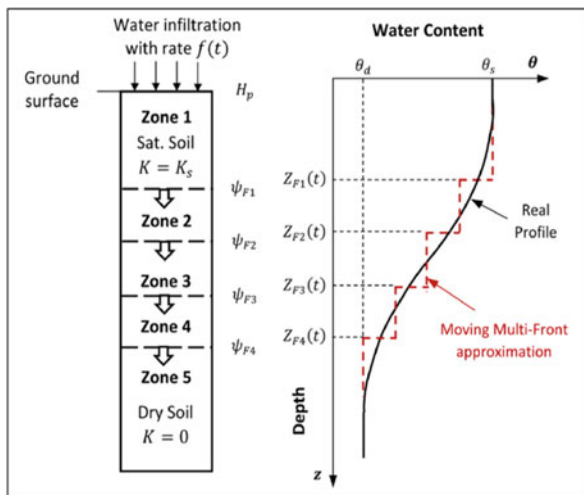 Water infiltration
with rate f(t)
Ground
surface
H_p
Zone 1
Sat. Soil
K = K_s
ψ_F1
Zone 2
ψ_F2
Zone 3
ψ_F3
Zone 4
ψ_F4
Zone 5
Dry Soil
K = 0
Water Content
θ_d
θ_s
θ
Z_F1(t)
Z_F2(t)
Z_F3(t)
Z_F4(t)
Real
Profile
Moving Multi-Front
approximation
Depth
z